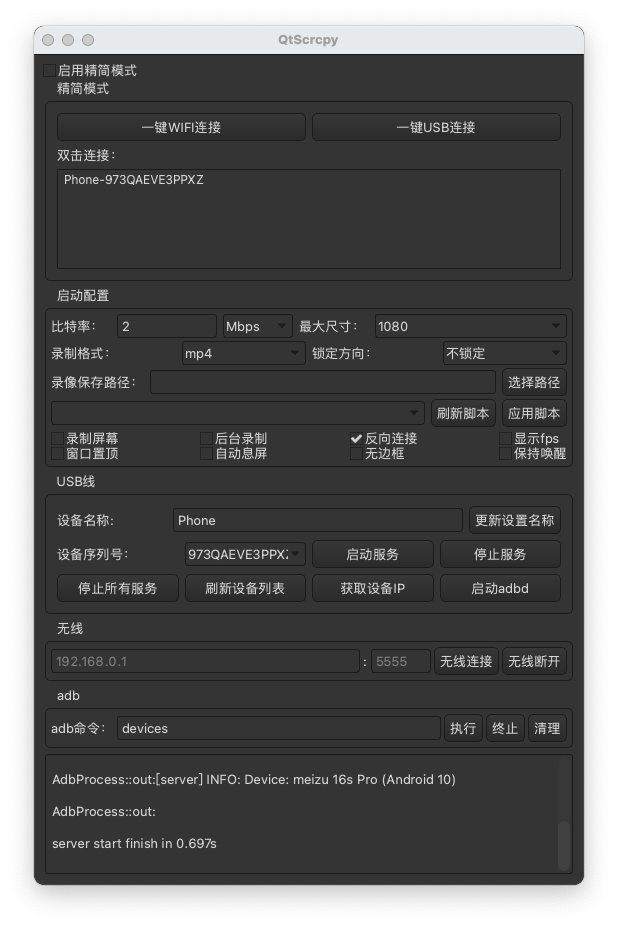 QtScrcpy
启用精简模式
精简模式
一键WIFI连接 一键USB连接
双击连接：
Phone-973QAEVE3PPXZ
启动配置
比特率： 2 Mbps 最大尺寸： 1080
录制格式： mp4 锁定方向： 不锁定
录像保存路径： 选择路径
刷新脚本 应用脚本
录制屏幕 后台录制 反向连接 显示fps
窗口置顶 自动息屏 无边框 保持唤醒
USB线
设备名称: Phone 更新设置名称
设备序列号： 973QAEVE3PPX 启动服务 停止服务
停止所有服务 刷新设备列表 获取设备IP 启动adbd
无线
192.168.0.1 : 5555 无线连接 无线断开
adb
adb命令： devices 执行 终止 清理
AdbProcess::out:[server] INFO: Device: meizu 16s Pro (Android 10)
AdbProcess::out:
server start finish in 0.697s